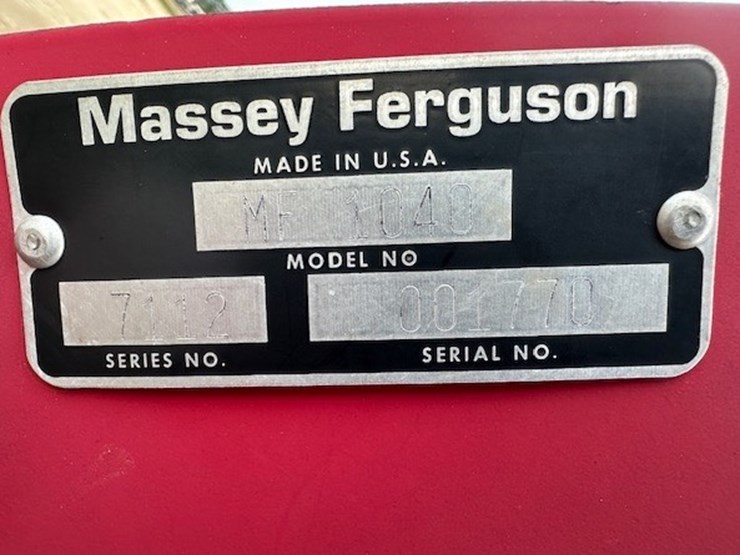 Massey Ferguson
MADE IN U.S.A.
MF 1040
MODEL NO
7112 001770
SERIES NO. SERIAL NO.